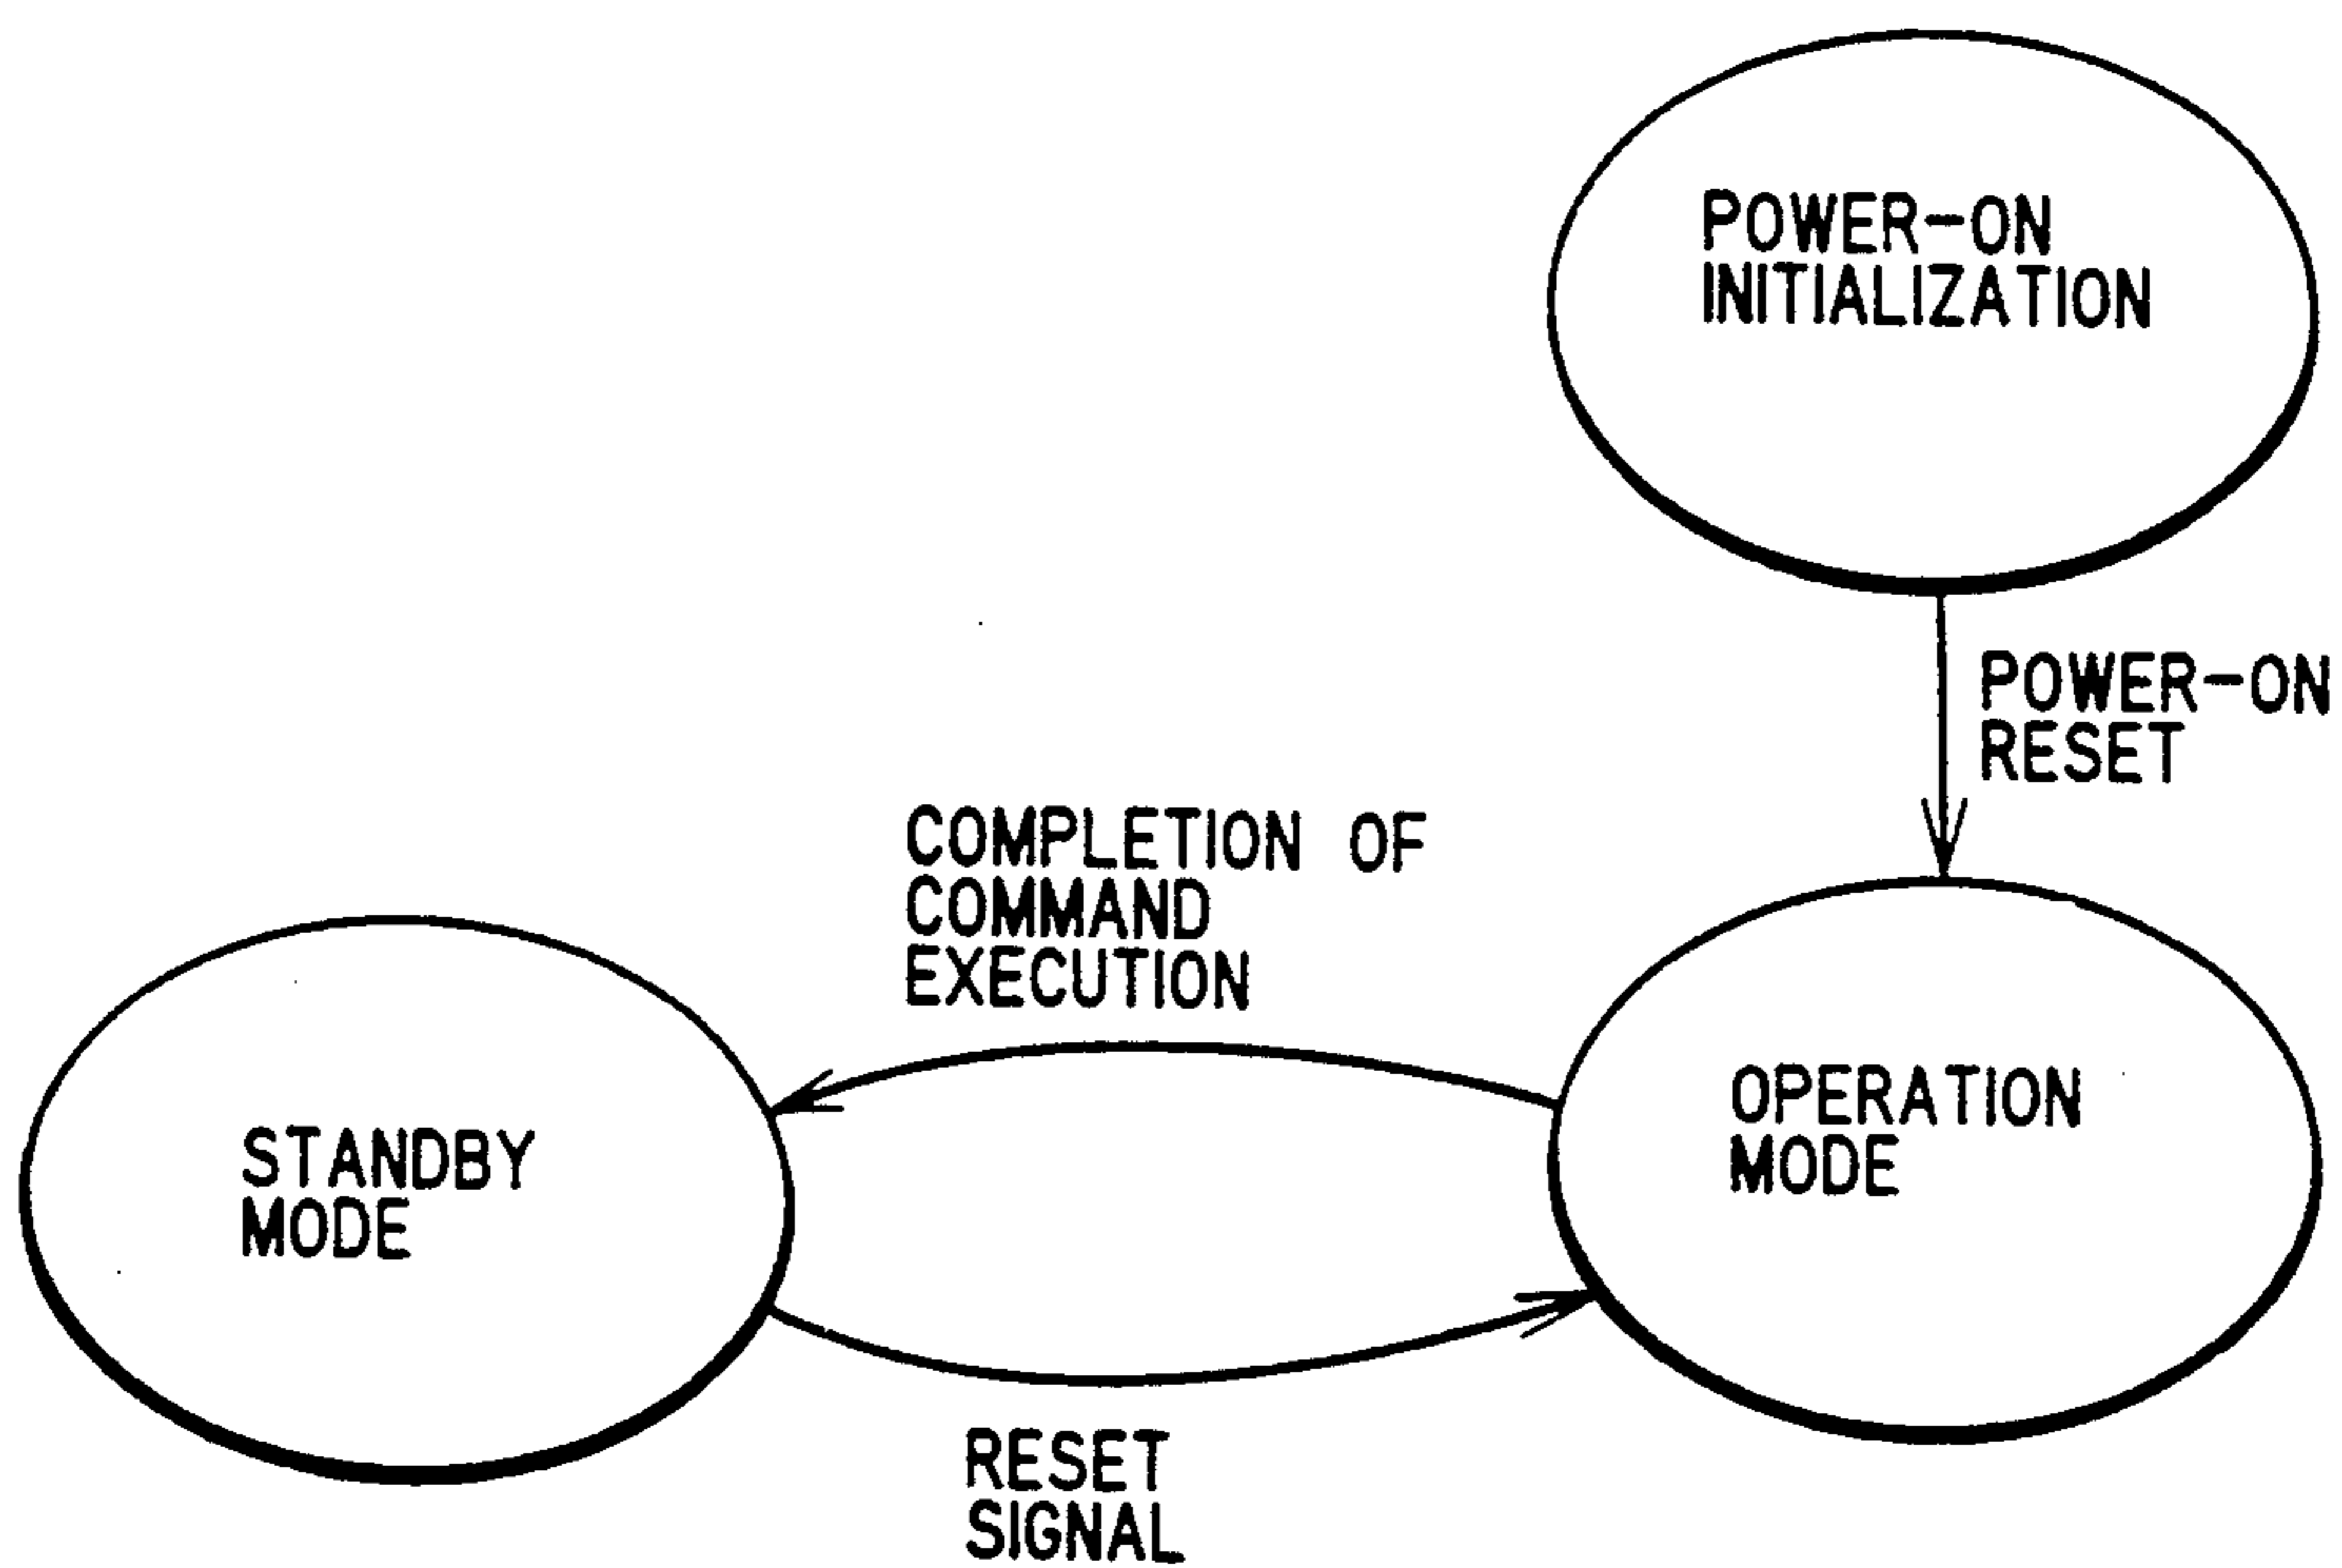 POWER-ON
INITIALIZATION
POWER-ON
RESET
COMPLETION OF
COMMAND
EXECUTION
STANDBY
MODE
OPERATION
MODE
RESET
SIGNAL